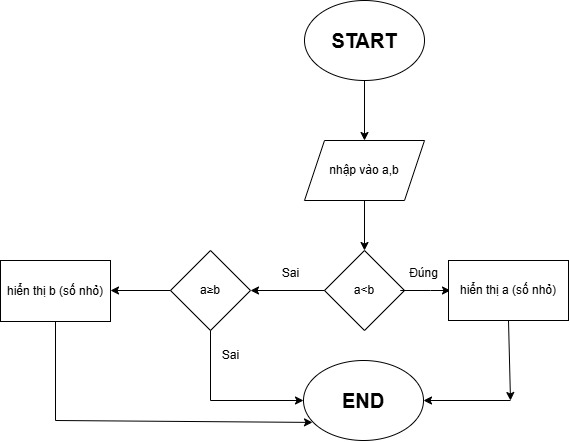 START
nhập vào a,b
Sai
Đúng
hiển thị b (số nhỏ)
a≥b
a<b
hiển thị a (số nhỏ)
Sai
END